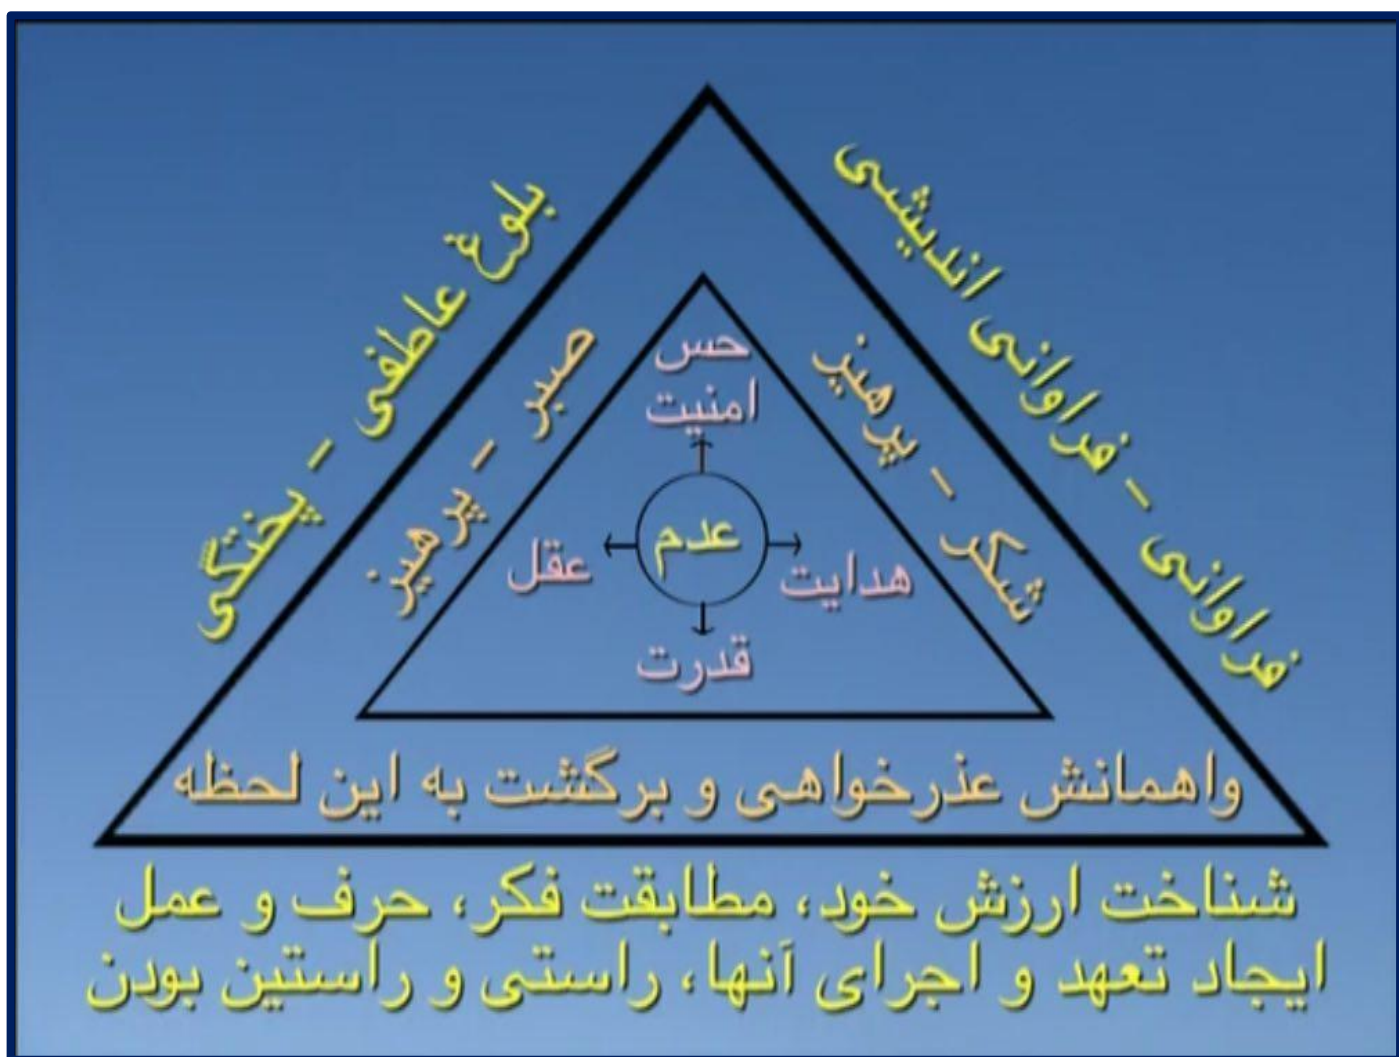 بلوغ عاطفی - پختگی
فراوانی - فراوانی اندیشی
صبر - پرهیز
شکر - پرهیز
حس
امنیت
عدم
عقل
هدایت
قدرت
واهمانش عذرخواهی و برگشت به این لحظه
شناخت ارزش خود، مطابقت فکر، حرف و عمل
ایجاد تعهد و اجرای آنها، راستی و راستین بودن